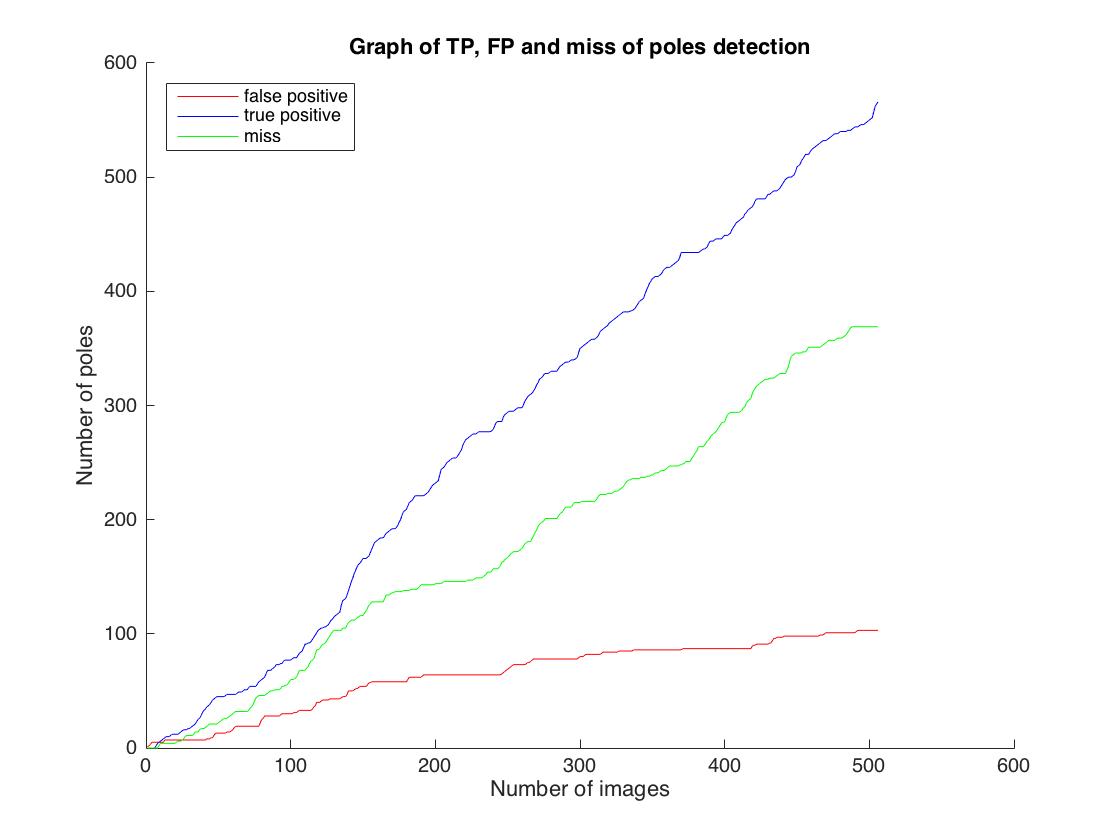 Graph of TP, FP and miss of poles detection
600
500
400
300
200
100
0
false positive
true positive
miss
Number of poles
0 100 200 300 400 500 600
Number of images